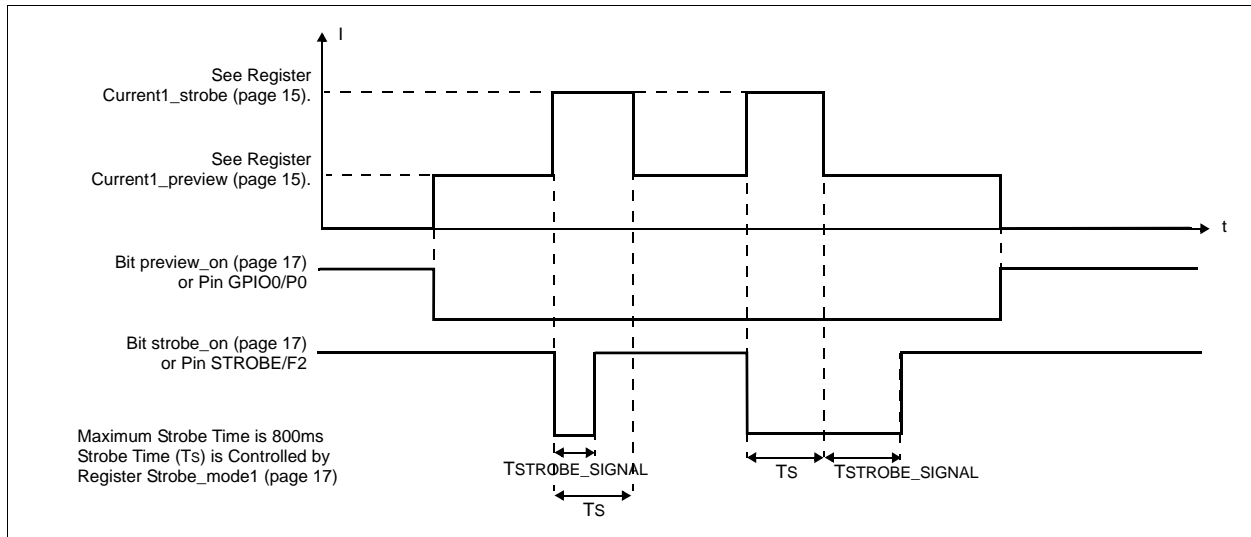 I
See Register
Current1_strobe (page 15).
See Register
Current1_preview (page 15).
t
Bit preview_on (page 17)
or Pin GPIO0/P0
Bit strobe_on (page 17)
or Pin STROBE/F2
Maximum Strobe Time is 800ms
Strobe Time (TS) is Controlled by
Register Strobe_mode1 (page 17)
TSTROBE_SIGNAL
TS
TS
TSTROBE_SIGNAL